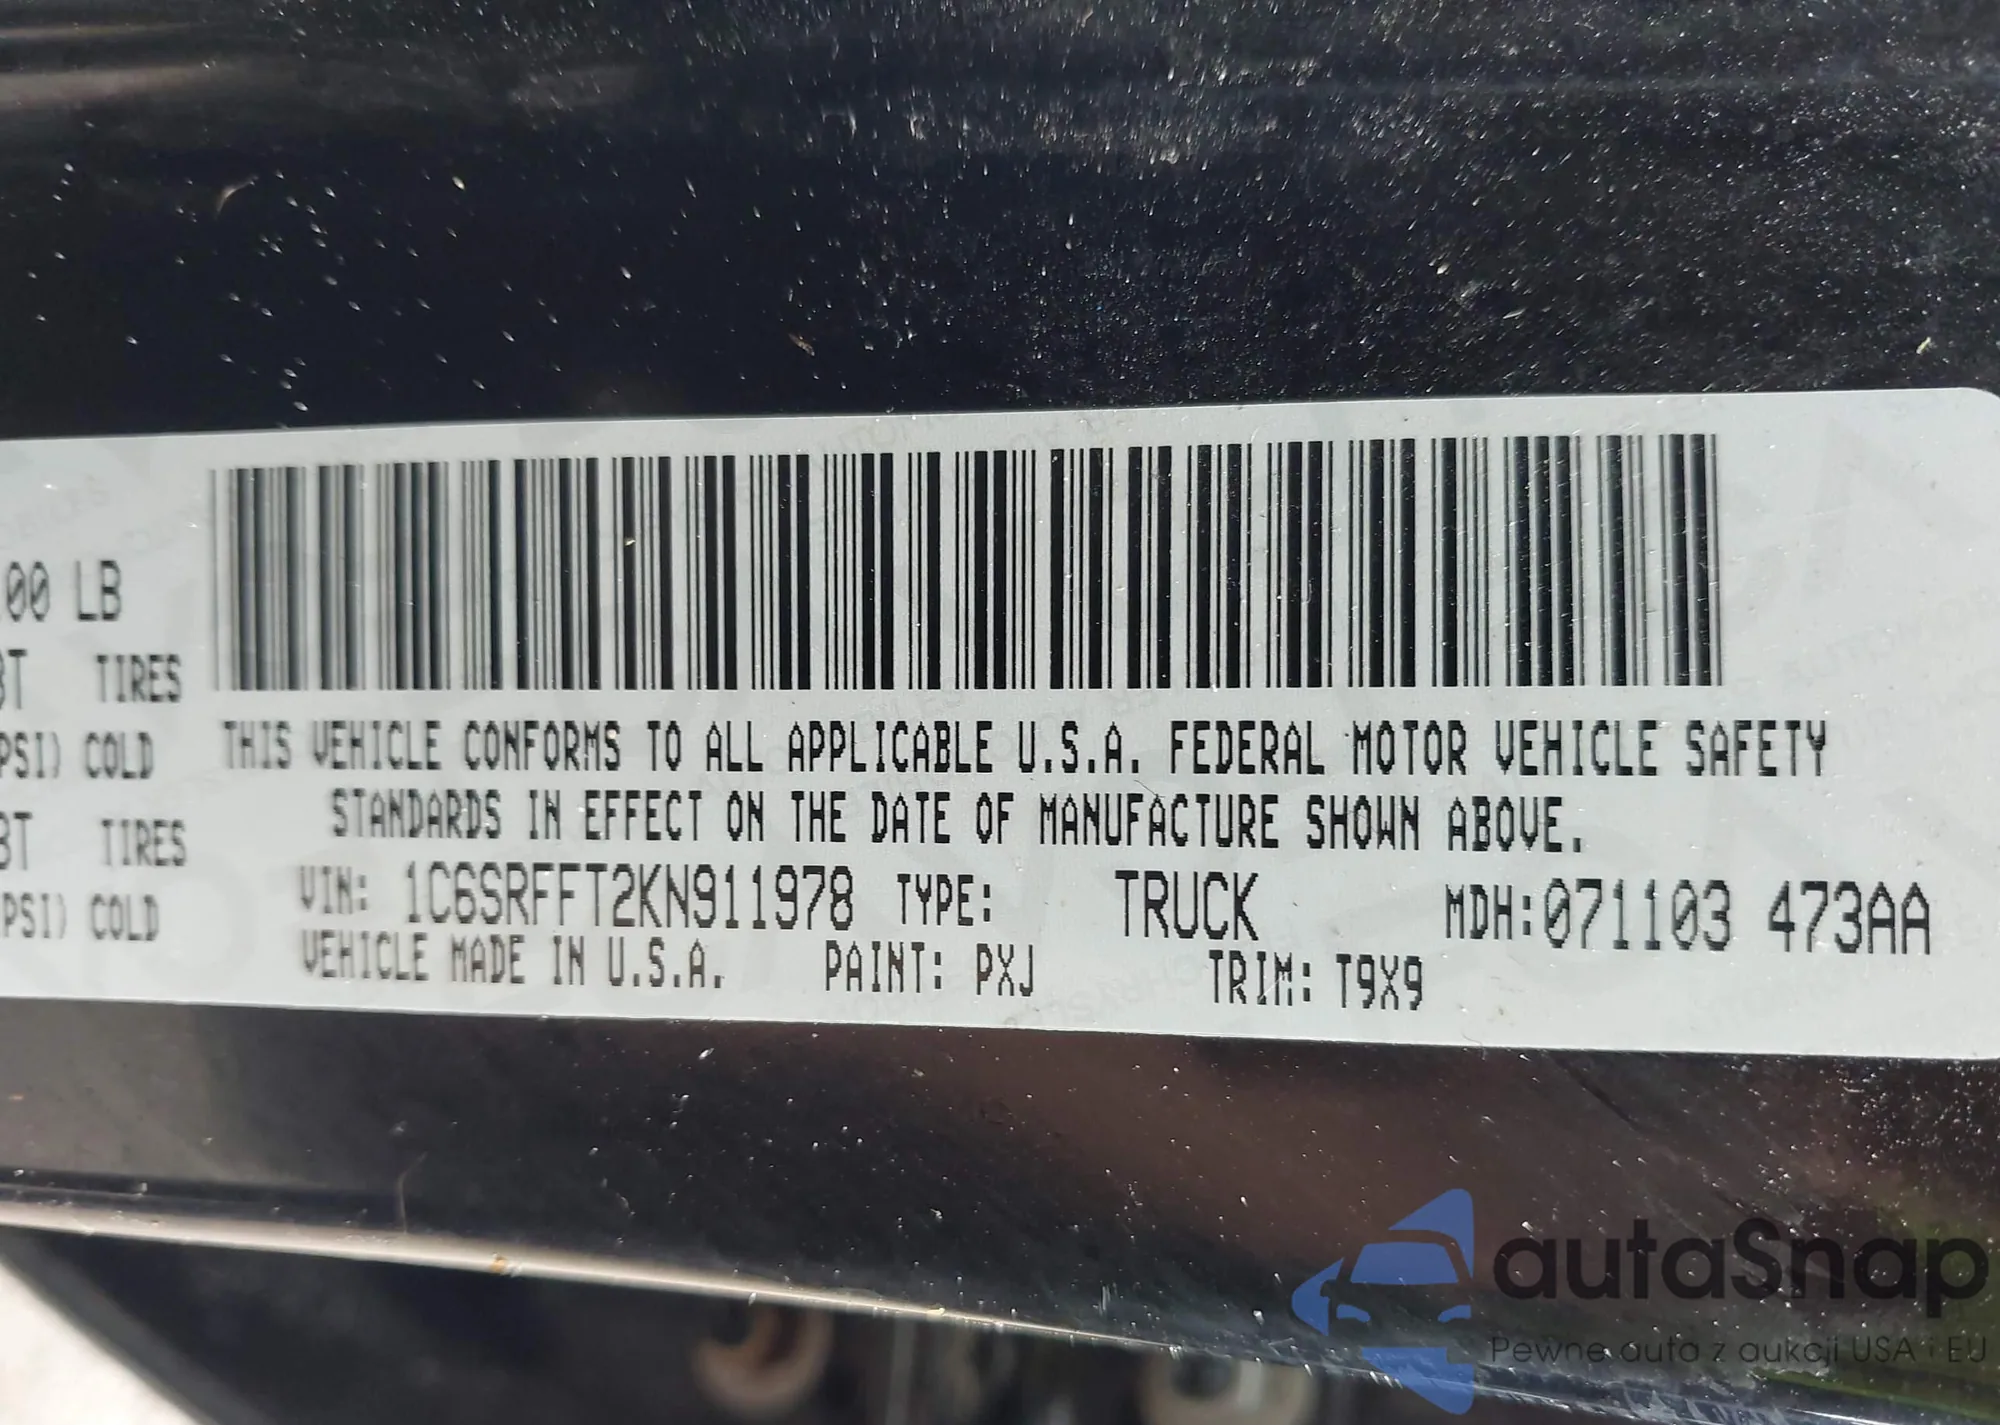 00 LB
TIRES
THIS VEHICLE CONFORMS TO ALL APPLICABLE U.S.A. FEDERAL MOTOR VEHICLE SAFETY
PSI) COLD
STANDARDS IN EFFECT ON THE DATE OF MANUFACTURE SHOWN ABOVE.
TIRES
VIN: 1C6SRFFT2KN911978 TYPE: TRUCK MDH:071103 473AA
PSI) COLD
VEHICLE MADE IN U.S.A. PAINT: PXJ TRIM: T9X9
autaSnap
Pewne auta z aukcji USA i EU